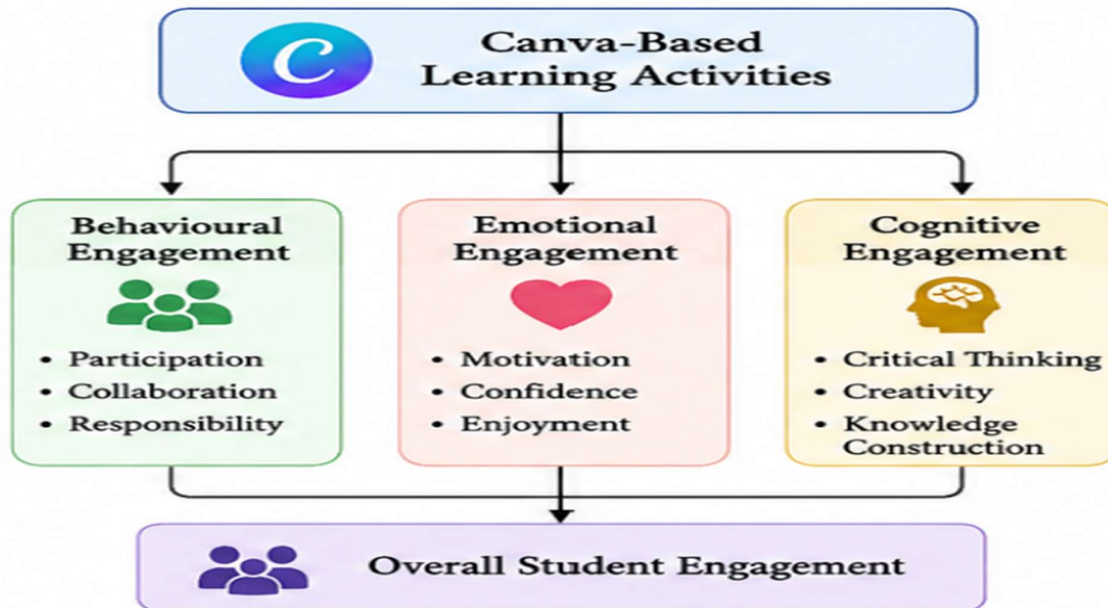 C
Canva-Based
Learning Activities
Behavioural
Engagement
• Participation
• Collaboration
• Responsibility
Emotional
Engagement
• Motivation
• Confidence
• Enjoyment
Cognitive
Engagement
• Critical Thinking
• Creativity
• Knowledge
Construction
Overall Student Engagement